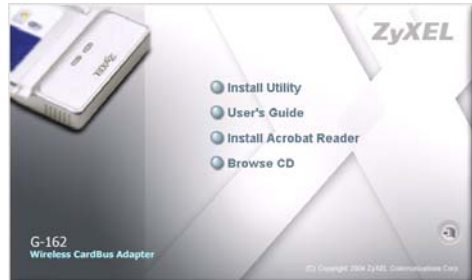 ZyXEL
Install Utility
User's Guide
Install Acrobat Reader
Browse CD
G-162
Wireless CardBus Adapter
(C) Copyright 2004 ZyXEL Communications Corp.